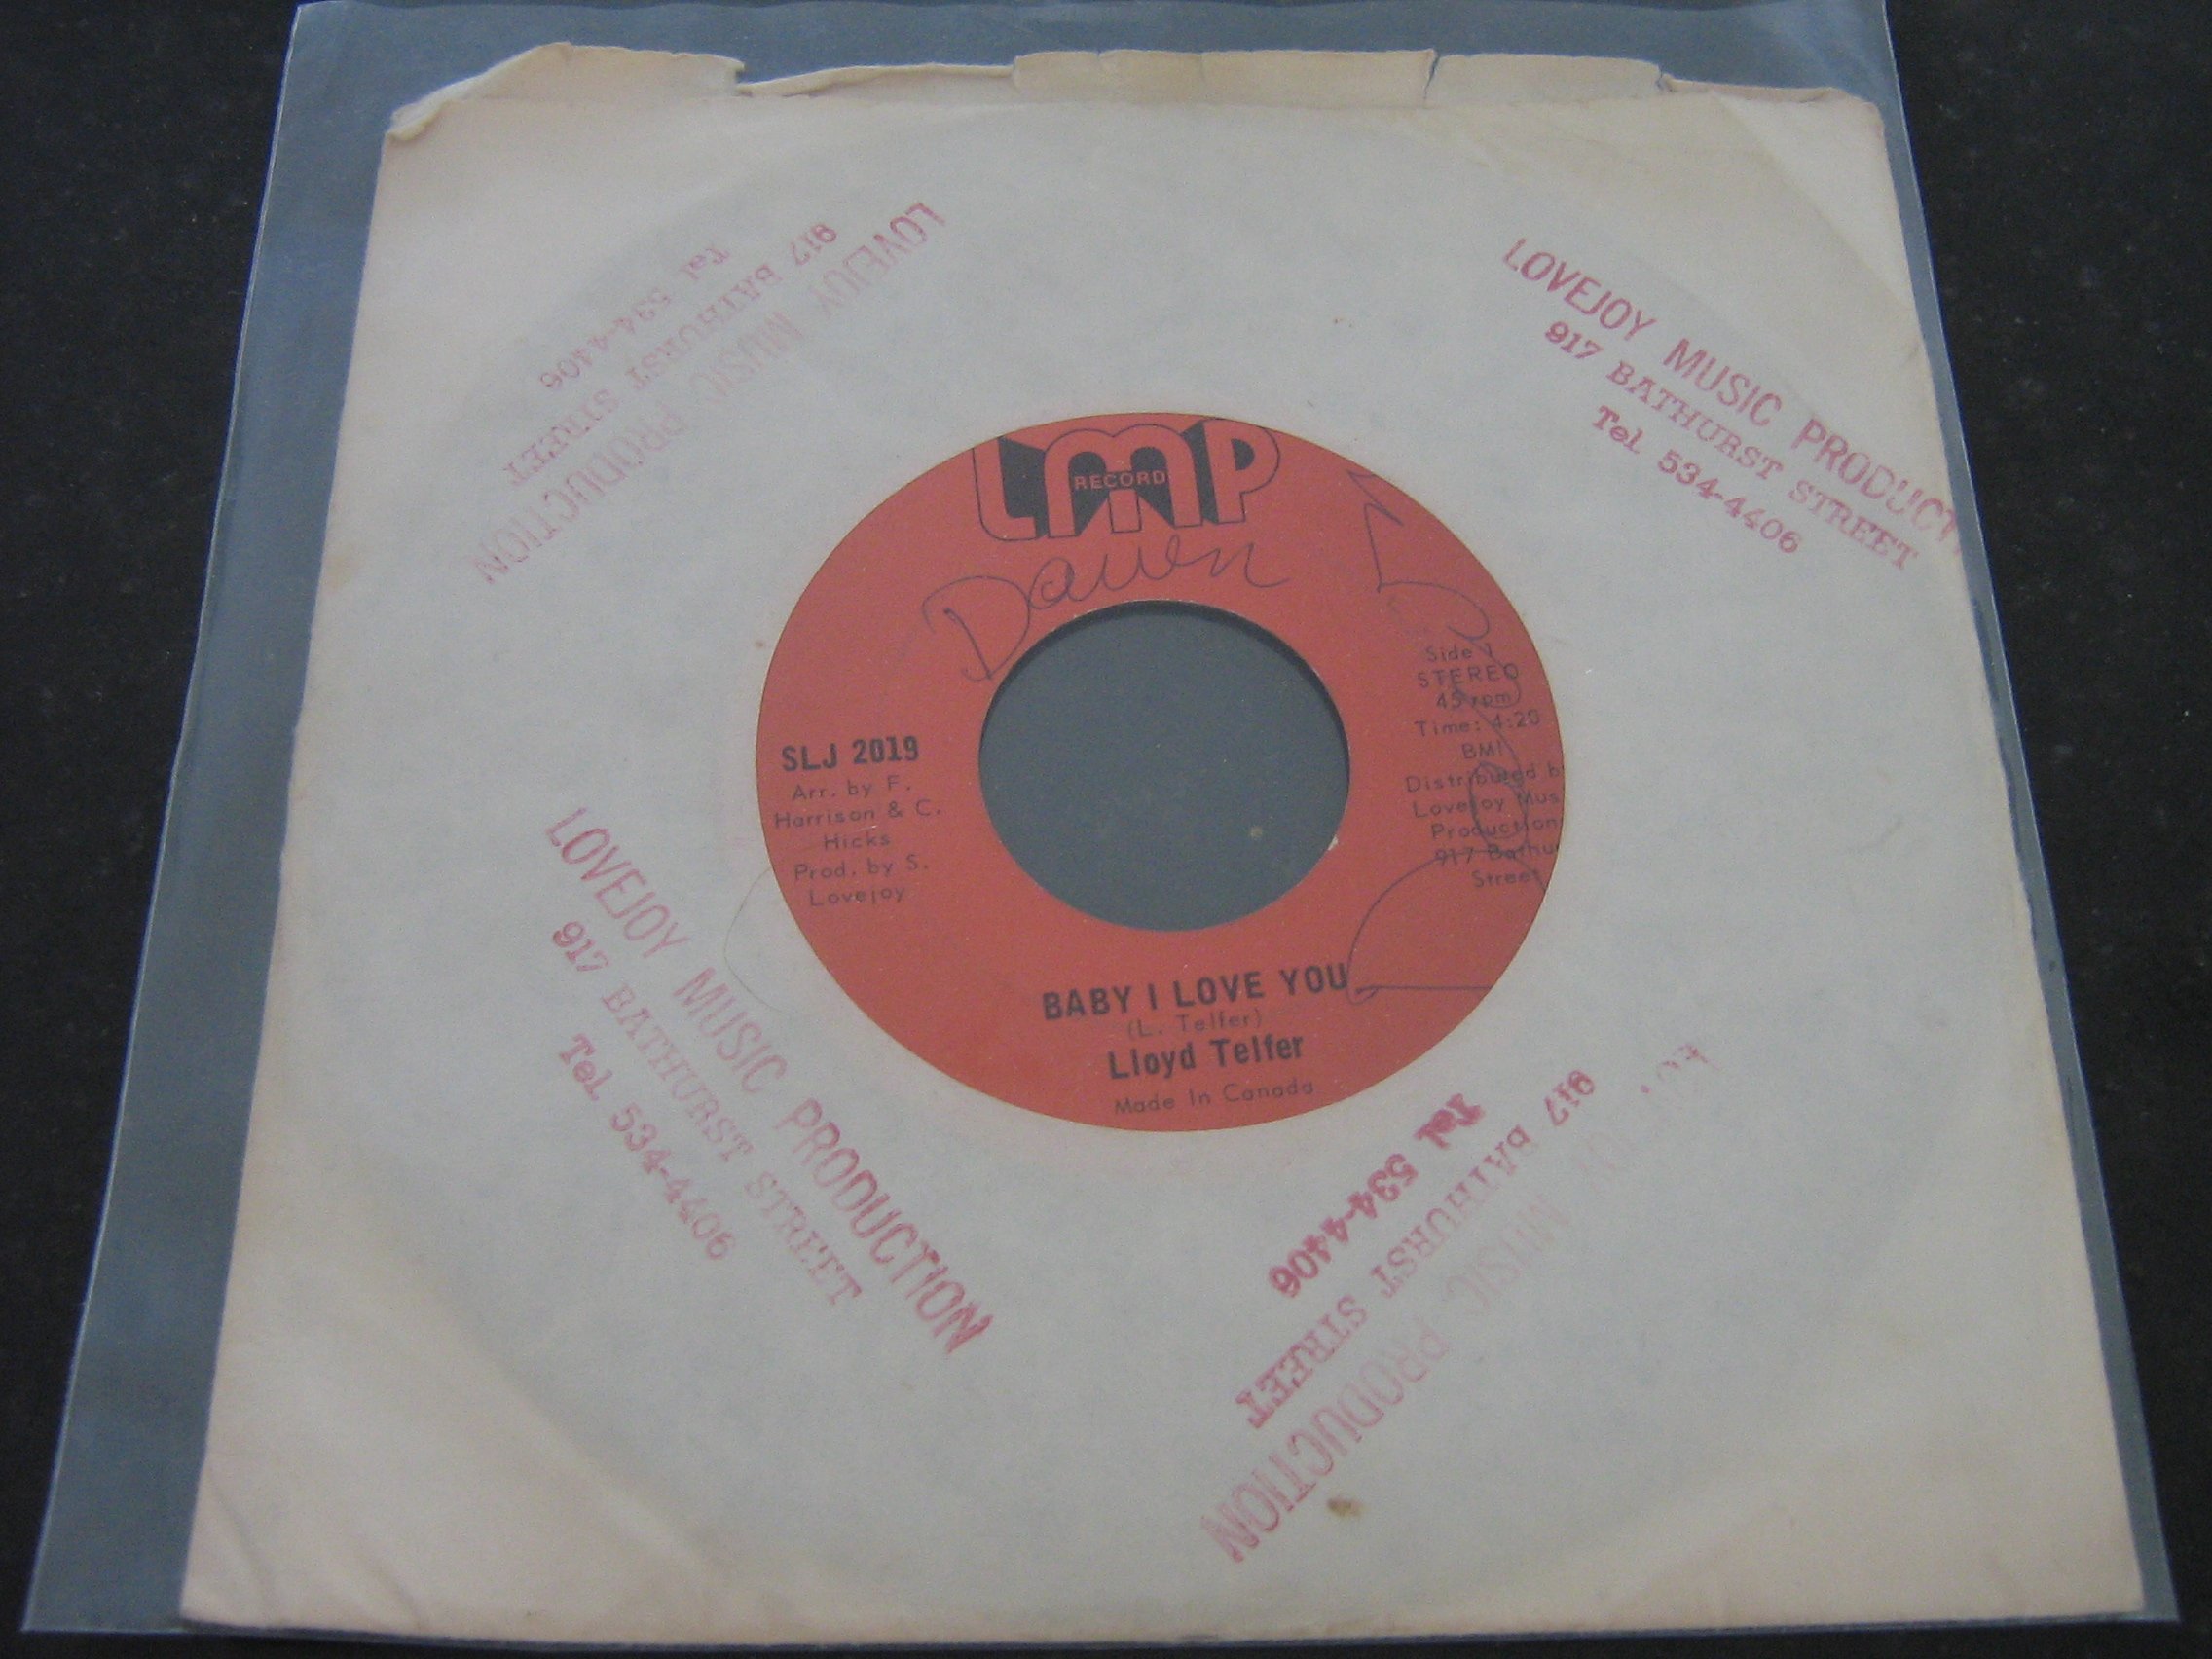 LOVEJOY MUSIC PRODUCTION
917 BATHURST STREET
Tel 534-4406
LOVEJOY MUSIC PRODUCT
917 BATHURST STREET
Tel 534-4406
LMP
RECORD
Dawn
Side 1
STEREO
45 rpm
Time: 4:20
BMI
Distributed b
Lovejoy Mus
Production
917 Bathu
Street
SLJ 2019
Arr. by F.
Harrison & C.
Hicks
Prod. by S.
Lovejoy
BABY I LOVE YOU
(L. Telfer)
Lloyd Telfer
Made In Canada
LOVEJOY MUSIC PRODUCTION
917 BATHURST STREET
Tel 534-4406
MUSIC PRODUCTION
917 BATHURST STREET
Tel 534-4406